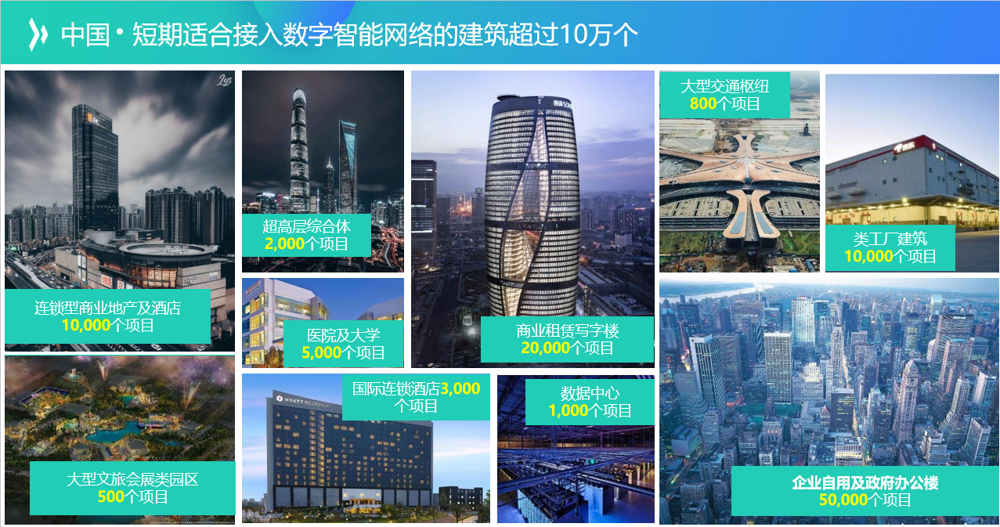 中国 • 短期适合接入数字智能网络的建筑超过10万个
连锁型商业地产及酒店
10,000个项目
超高层综合体
2,000个项目
医院及大学
5,000个项目
商业租赁写字楼
20,000个项目
大型交通枢纽
800个项目
类工厂建筑
10,000个项目
大型文旅会展类园区
500个项目
HYATT REGENCY
国际连锁酒店3,000
个项目
数据中心
1,000个项目
企业自用及政府办公楼
50,000个项目